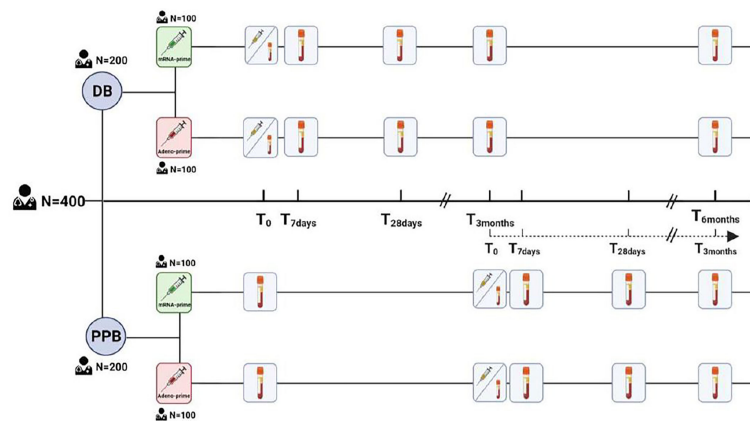 N=100
mRNA-prime
N=200
DB
Adeno-prime
N=100
N=400
T0 T7days T28days T3months T6months
T0 T7days T28days T3months
N=100
mRNA-prime
PPB
N=200
Adeno-prime
N=100